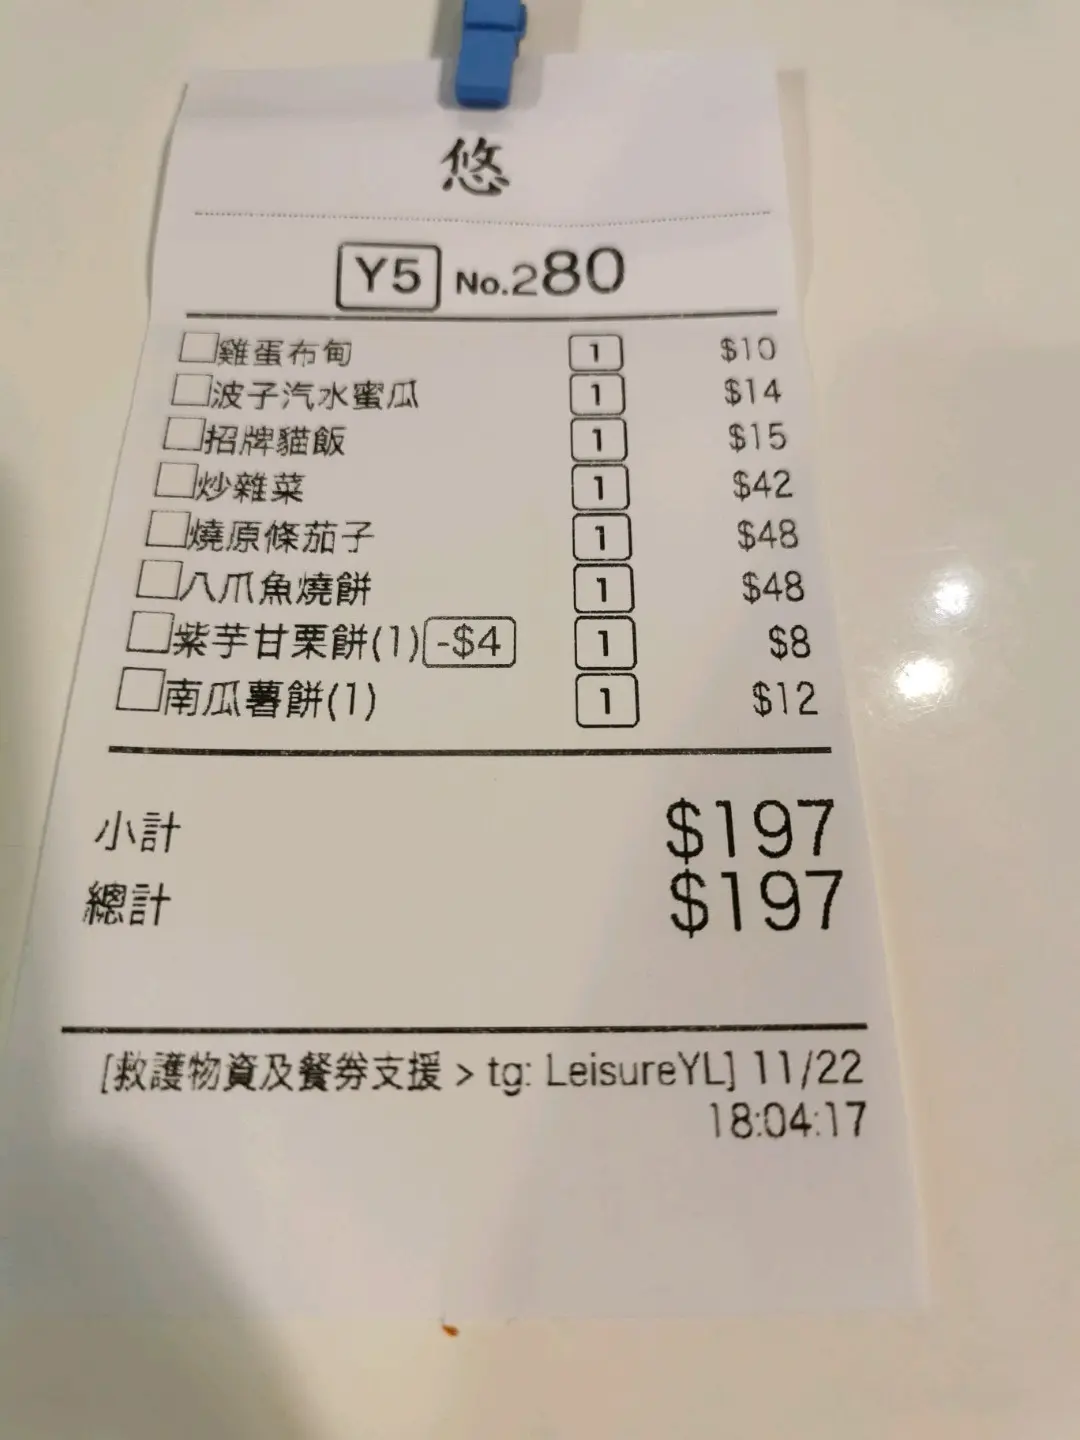 悠
Y5 No.280
雞蛋布甸 1 $10
波子汽水蜜瓜 1 $14
招牌貓飯 1 $15
炒雜菜 1 $42
燒原條茄子 1 $48
八爪魚燒餅 1 $48
紫芋甘栗餅(1) -$4 1 $8
南瓜薯餅(1) 1 $12
小計 $197
總計 $197
[救護物資及餐券支援 > tg: LeisureYL] 11/22
18:04:17